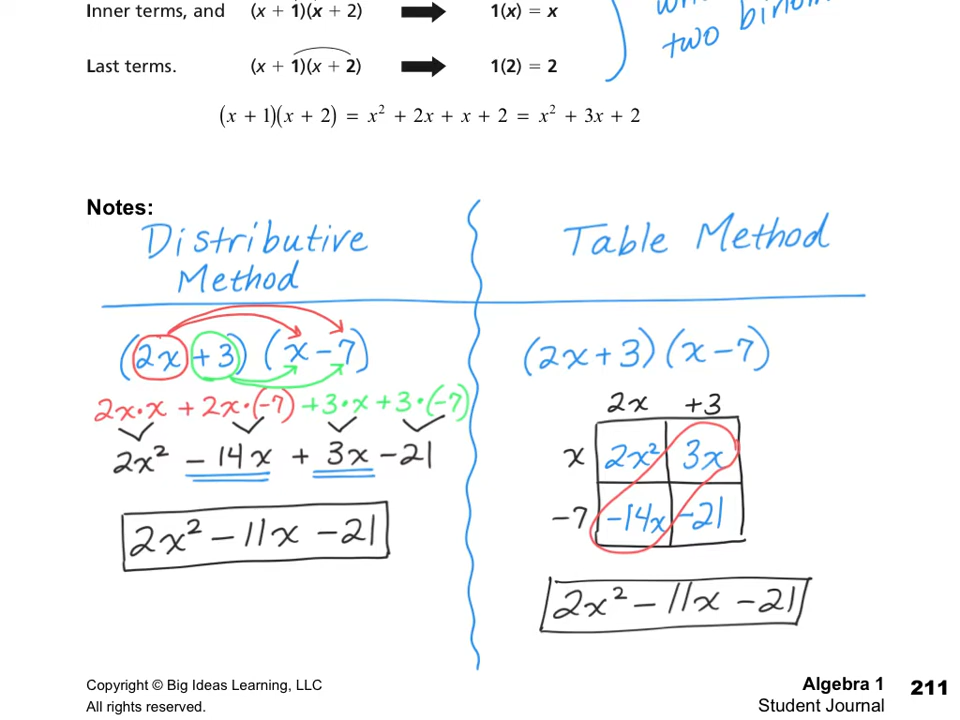 Inner terms, and (x + 1)(x + 2) ➡ 1(x) = x
two binom
Last terms. (x + 1)(x + 2) ➡ 1(2) = 2
(x + 1)(x + 2) = x² + 2x + x + 2 = x² + 3x + 2
Notes:
Distributive
Method
(2x +3) (x -7)
2x•x + 2x•(-7) +3•x +3•(-7)
2x² - 14x + 3x -21
2x² - 11x -21
Table Method
(2x+3)(x-7)
2x +3
x 2x² 3x
-7 -14x -21
2x² - 11x -21
Copyright © Big Ideas Learning, LLC
All rights reserved.
Algebra 1
Student Journal
211